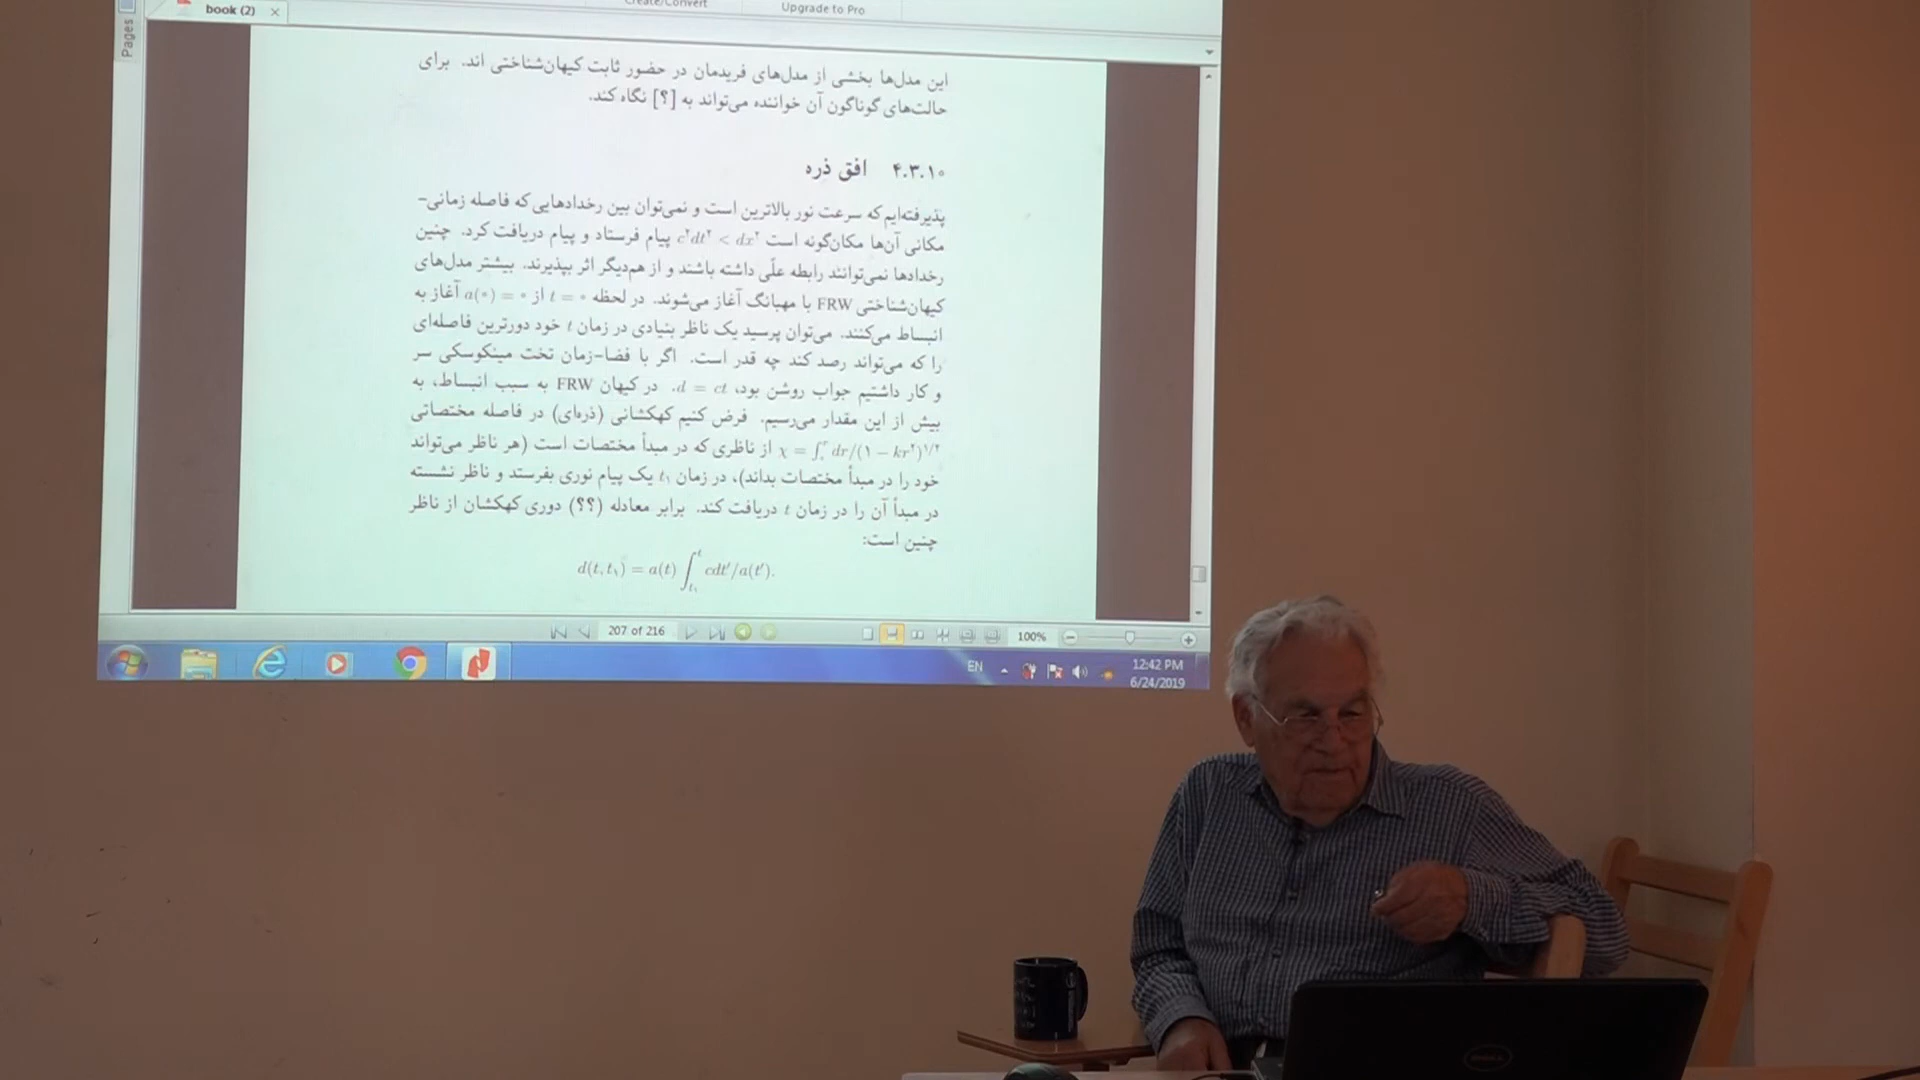 book (2)
Create/Convert
Upgrade to Pro
Pages
این مدل‌ها بخشی از مدل‌های فریدمان در حضور ثابت کیهان‌شناختی اند. برای
حالت‌های گوناگون آن خواننده می‌تواند به [؟] نگاه کند.
۴.۳.۱۰ افق ذره
پذیرفته‌ایم که سرعت نور بالاترین است و نمی‌توان بین رخدادهایی که فاصله زمانی-
مکانی آن‌ها مکان‌گونه است c²dt² < dx² پیام فرستاد و پیام دریافت کرد. چنین
رخدادها نمی‌توانند رابطه علّی داشته باشند و از هم‌دیگر اثر بپذیرند. بیشتر مدل‌های
کیهان‌شناختی FRW با مهبانگ آغاز می‌شوند. در لحظه t = ۰ از a(۰) = ۰ آغاز به
انبساط می‌کنند. می‌توان پرسید یک ناظر بنیادی در زمان t خود دورترین فاصله‌ای
را که می‌تواند رصد کند چه قدر است. اگر با فضا-زمان تخت مینکوسکی سر
و کار داشتیم جواب روشن بود، d = ct. در کیهان FRW به سبب انبساط، به
بیش از این مقدار می‌رسیم. فرض کنیم کهکشانی (ذره‌ای) در فاصله مختصاتی
χ = ∫₀ʳ dr/(۱ − kr²)^۱/۲ از ناظری که در مبدأ مختصات است (هر ناظر می‌تواند
خود را در مبدأ مختصات بداند)، در زمان t₁ یک پیام نوری بفرستد و ناظر نشسته
در مبدأ آن را در زمان t دریافت کند. برابر معادله (؟؟) دوری کهکشان از ناظر
چنین است:
d(t, t₁) = a(t) ∫_{t₁}^{t} cdt′/a(t′).
207 of 216
100%
EN
12:42 PM
6/24/2019
DELL